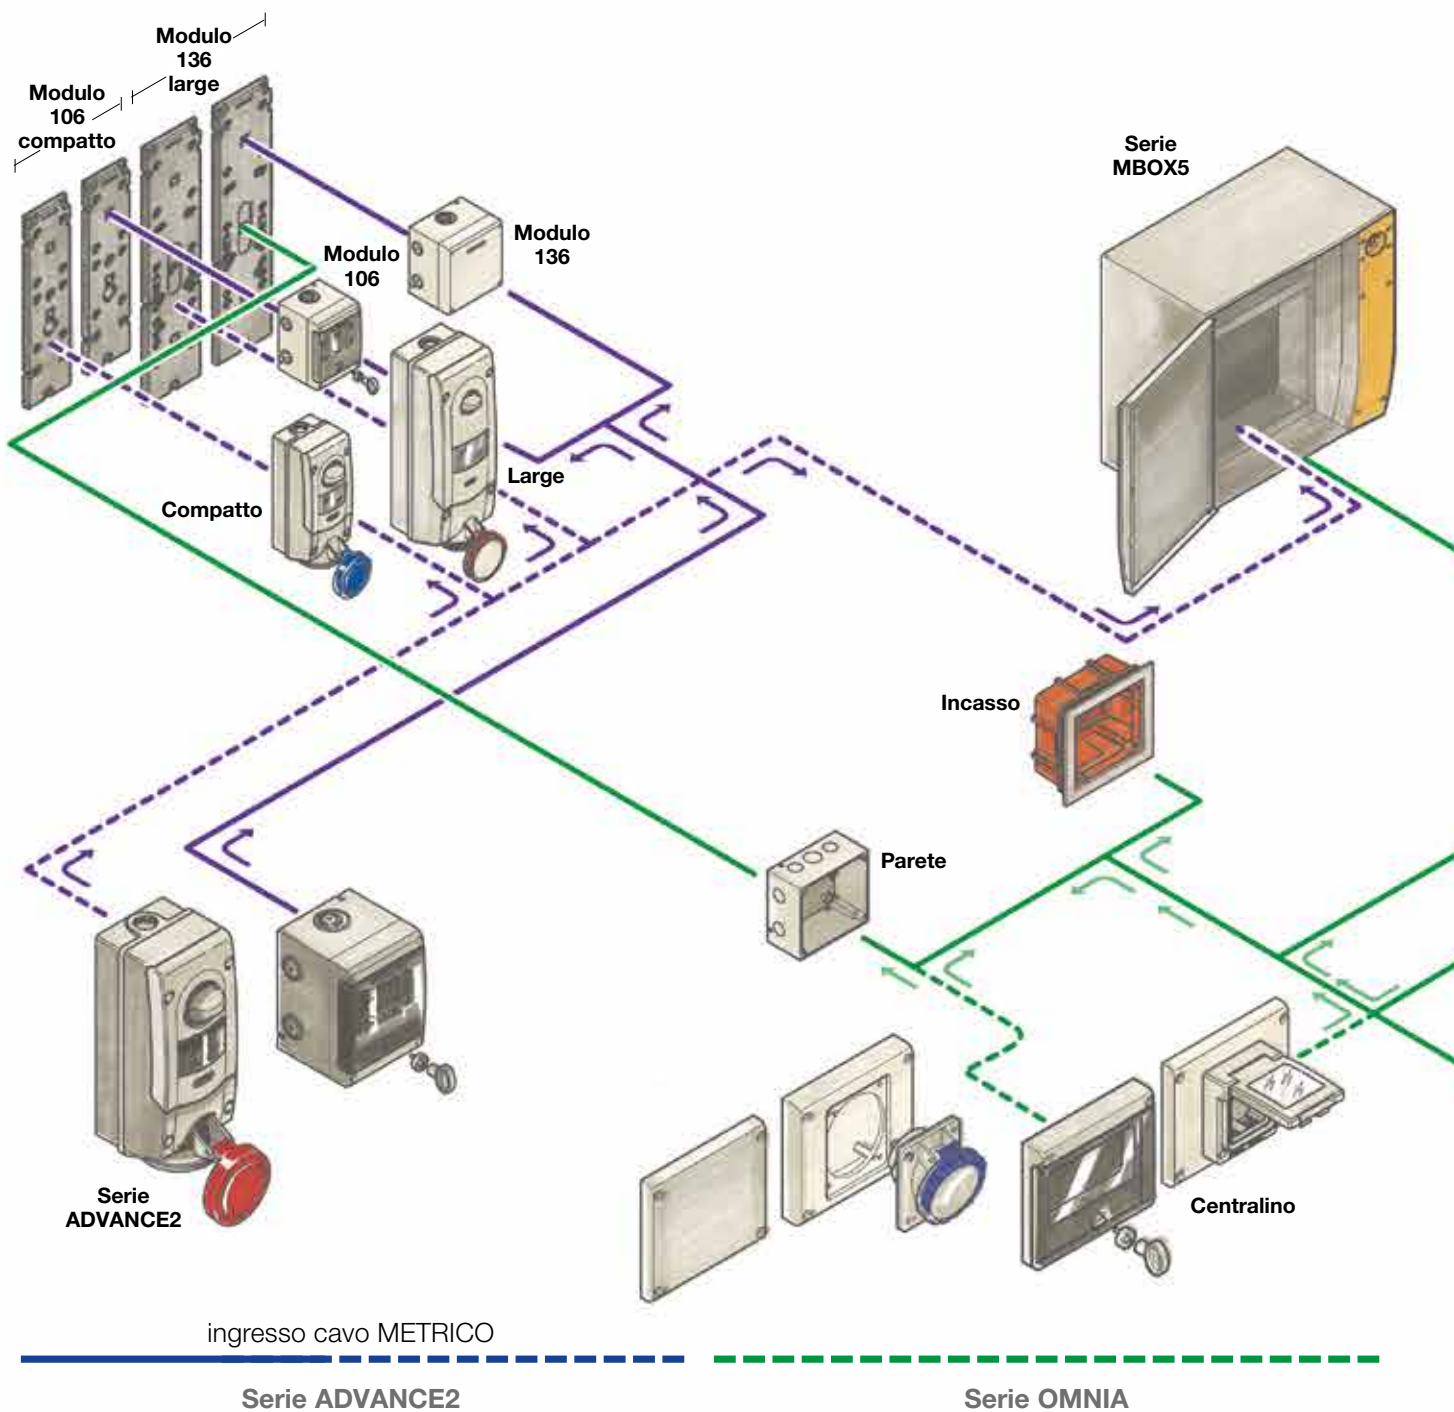 Modulo
136
large
Modulo
106
compatto
Serie
MBOX5
Modulo
136
Modulo
106
Large
Compatto
Incasso
Parete
Serie
ADVANCE2
Centralino
ingresso cavo METRICO
Serie ADVANCE2
Serie OMNIA